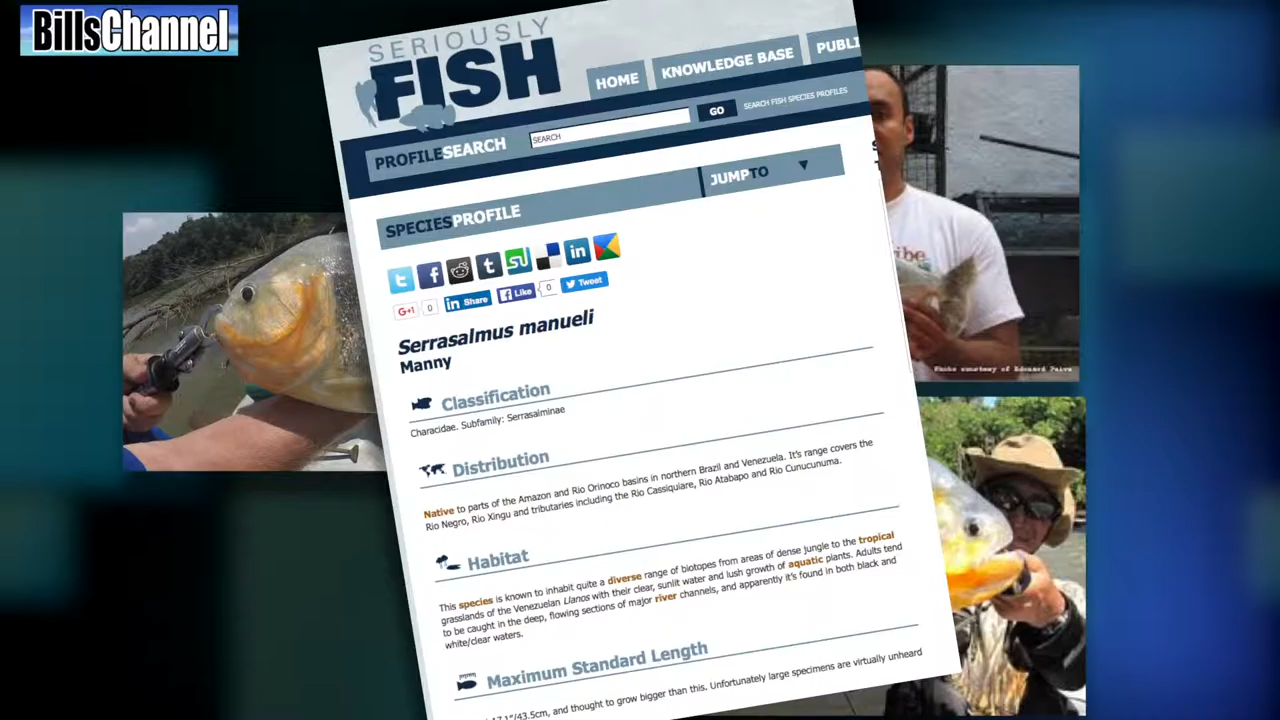 BillsChannel
SERIOUSLY
FISH
HOME
KNOWLEDGE BASE
PUBLI
PROFILESEARCH
SEARCH
GO
SEARCH FISH SPECIES PROFILES
SPECIESPROFILE
JUMPTO
G+1
0
Share
Like
0
Tweet
Serrasalmus manueli
Manny
Classification
Characidae. Subfamily: Serrasalminae
Distribution
Native to parts of the Amazon and Rio Orinoco basins in northern Brazil and Venezuela. It's range covers the
Rio Negro, Rio Xingu and tributaries including the Rio Cassiquiare, Rio Atabapo and Rio Cunucunuma.
Habitat
This species is known to inhabit quite a diverse range of biotopes from areas of dense jungle to the tropical
grasslands of the Venezuelan Llanos with their clear, sunlit water and lush growth of aquatic plants. Adults tend
to be caught in the deep, flowing sections of major river channels, and apparently it's found in both black and
white/clear waters.
Maximum Standard Length
17.1"/43.5cm, and thought to grow bigger than this. Unfortunately large specimens are virtually unheard
Photo courtesy of Edouard Paiva